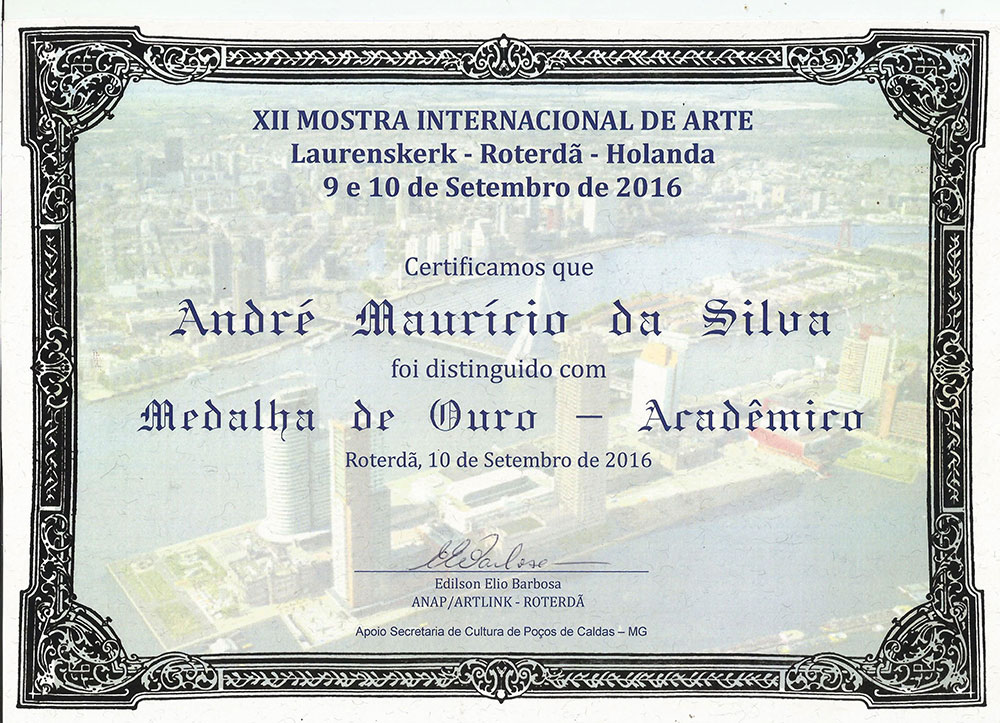 XII MOSTRA INTERNACIONAL DE ARTE
Laurenskerk - Roterdã - Holanda
9 e 10 de Setembro de 2016
Certificamos que
André Maurício da Silva
foi distinguido com
Medalha de Ouro – Acadêmico
Roterdã, 10 de Setembro de 2016
Edilson Elio Barbosa
ANAP/ARTLINK - ROTERDÃ
Apoio Secretaria de Cultura de Poços de Caldas – MG